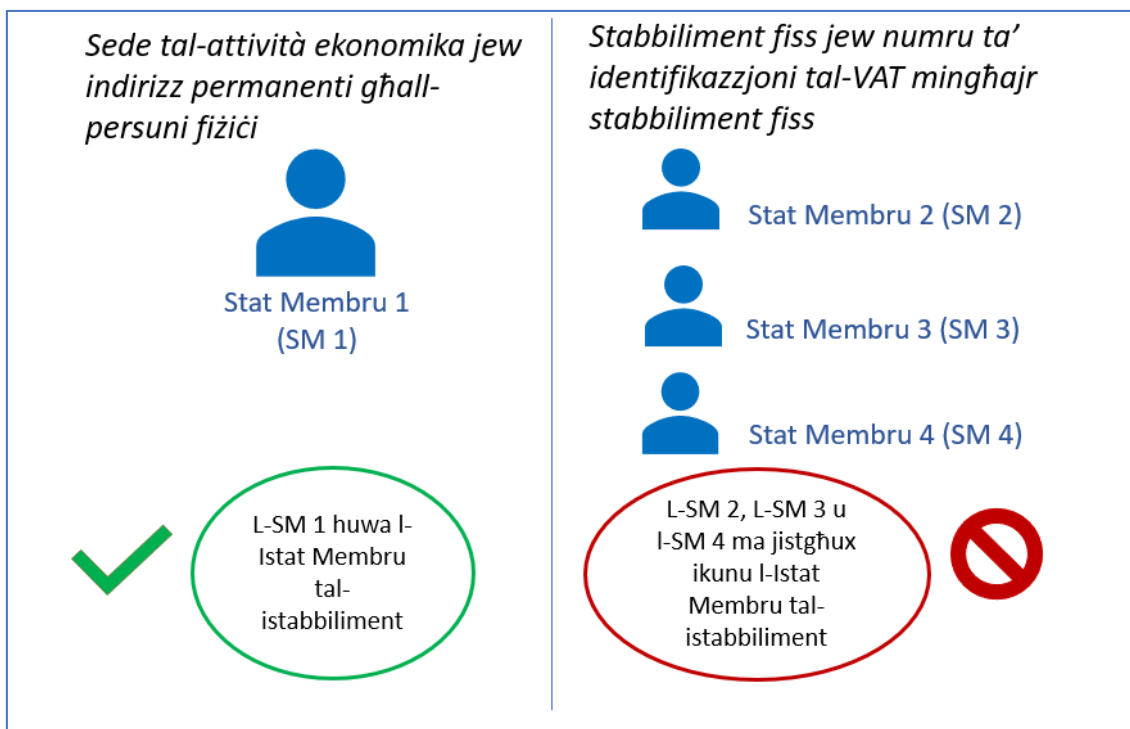 Sede tal-attività ekonomika jew
indirizz permanenti għall-
persuni fiżiċi
Stat Membru 1
(SM 1)
L-SM 1 huwa l-
Istat Membru
tal-
istabbiliment
Stabbiliment fiss jew numru ta’
identifikazzjoni tal-VAT mingħajr
stabbiliment fiss
Stat Membru 2 (SM 2)
Stat Membru 3 (SM 3)
Stat Membru 4 (SM 4)
L-SM 2, L-SM 3 u
l-SM 4 ma jistgħux
ikunu l-Istat
Membru tal-
istabbiliment